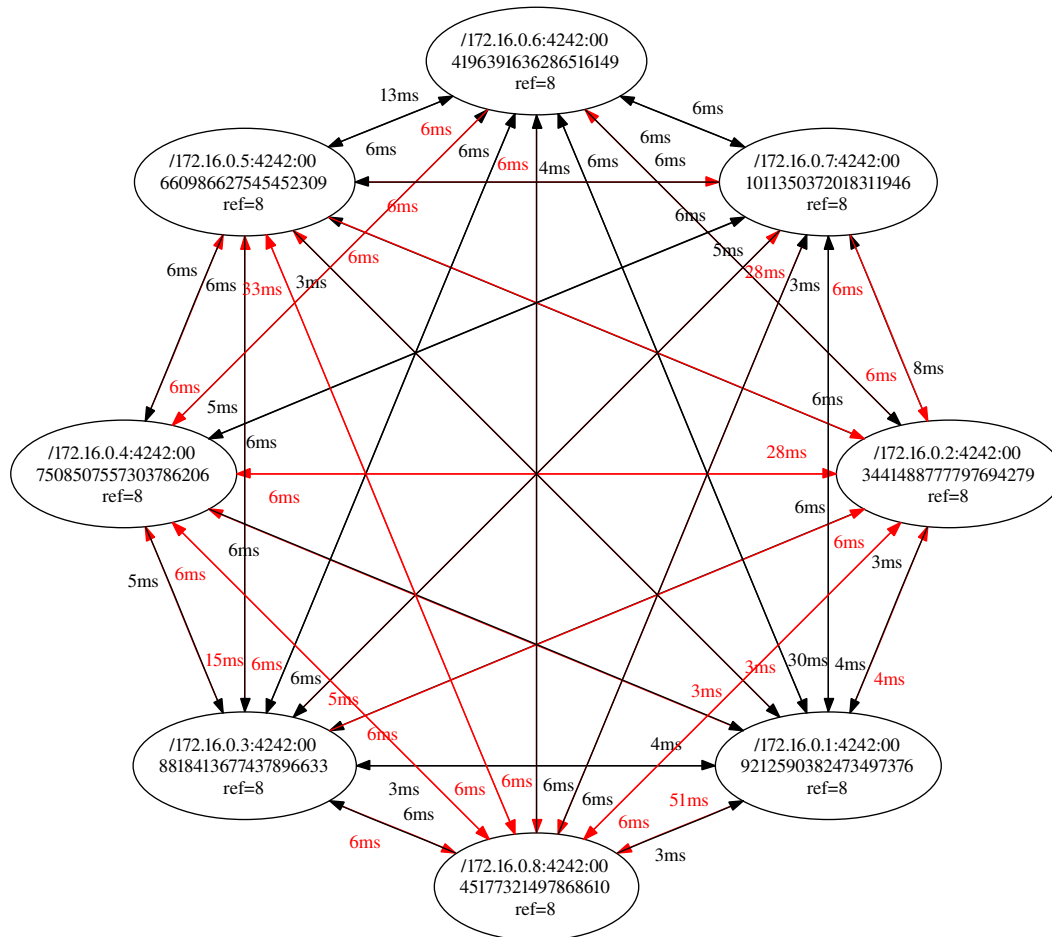 /172.16.0.6:4242:00
4196391636286516149
ref=8
13ms
6ms
6ms
6ms
6ms
6ms
6ms
4ms
6ms
6ms
6ms
/172.16.0.5:4242:00
660986627545452309
ref=8
/172.16.0.7:4242:00
1011350372018311946
ref=8
6ms
6ms
5ms
6ms
6ms
6ms
33ms
3ms
28ms
3ms
6ms
6ms
5ms
6ms
6ms
6ms
8ms
/172.16.0.4:4242:00
7508507557303786206
ref=8
6ms
28ms
/172.16.0.2:4242:00
3441488777797694279
ref=8
6ms
6ms
5ms
6ms
6ms
6ms
3ms
15ms
6ms
6ms
5ms
6ms
3ms
3ms
30ms
4ms
4ms
/172.16.0.3:4242:00
8818413677437896633
ref=8
4ms
/172.16.0.1:4242:00
9212590382473497376
ref=8
3ms
6ms
6ms
6ms
6ms
6ms
6ms
6ms
51ms
3ms
/172.16.0.8:4242:00
45177321497868610
ref=8